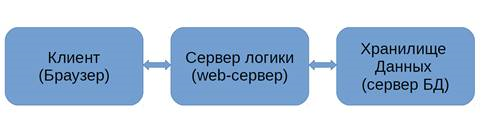 Клиент
(Браузер)
Сервер логики
(web-сервер)
Хранилище
Данных
(сервер БД)